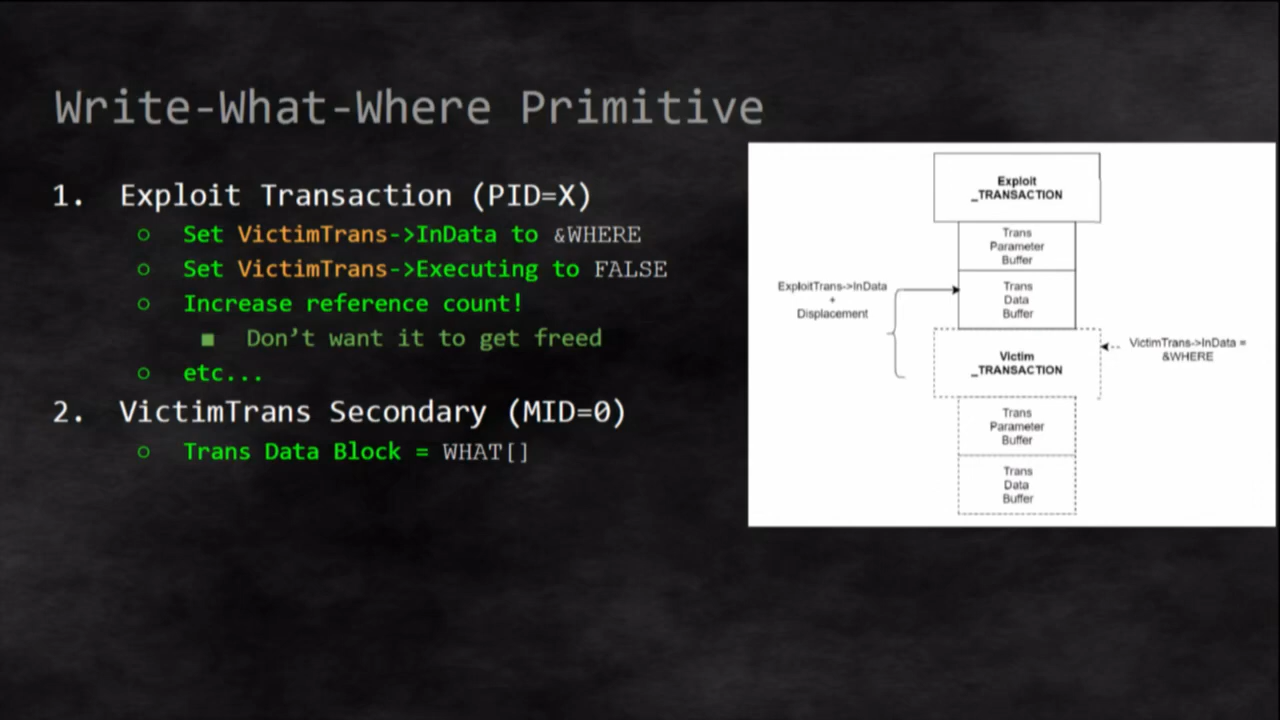 Write-What-Where Primitive
1. Exploit Transaction (PID=X)
○ Set VictimTrans->InData to &WHERE
○ Set VictimTrans->Executing to FALSE
○ Increase reference count!
■ Don’t want it to get freed
○ etc...
2. VictimTrans Secondary (MID=0)
○ Trans Data Block = WHAT[]
Exploit
_TRANSACTION
Trans
Parameter
Buffer
Trans
Data
Buffer
ExploitTrans->InData
+
Displacement
Victim
_TRANSACTION
VictimTrans->InData =
&WHERE
Trans
Parameter
Buffer
Trans
Data
Buffer